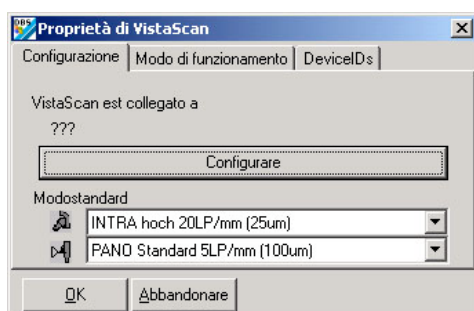 DBS Proprietà di VistaScan
Configurazione Modo di funzionamento DeviceIDs
VistaScan est collegato a
???
Configurare
Modostandard
INTRA hoch 20LP/mm (25um)
PANO Standard 5LP/mm (100um)
OK Abbandonare